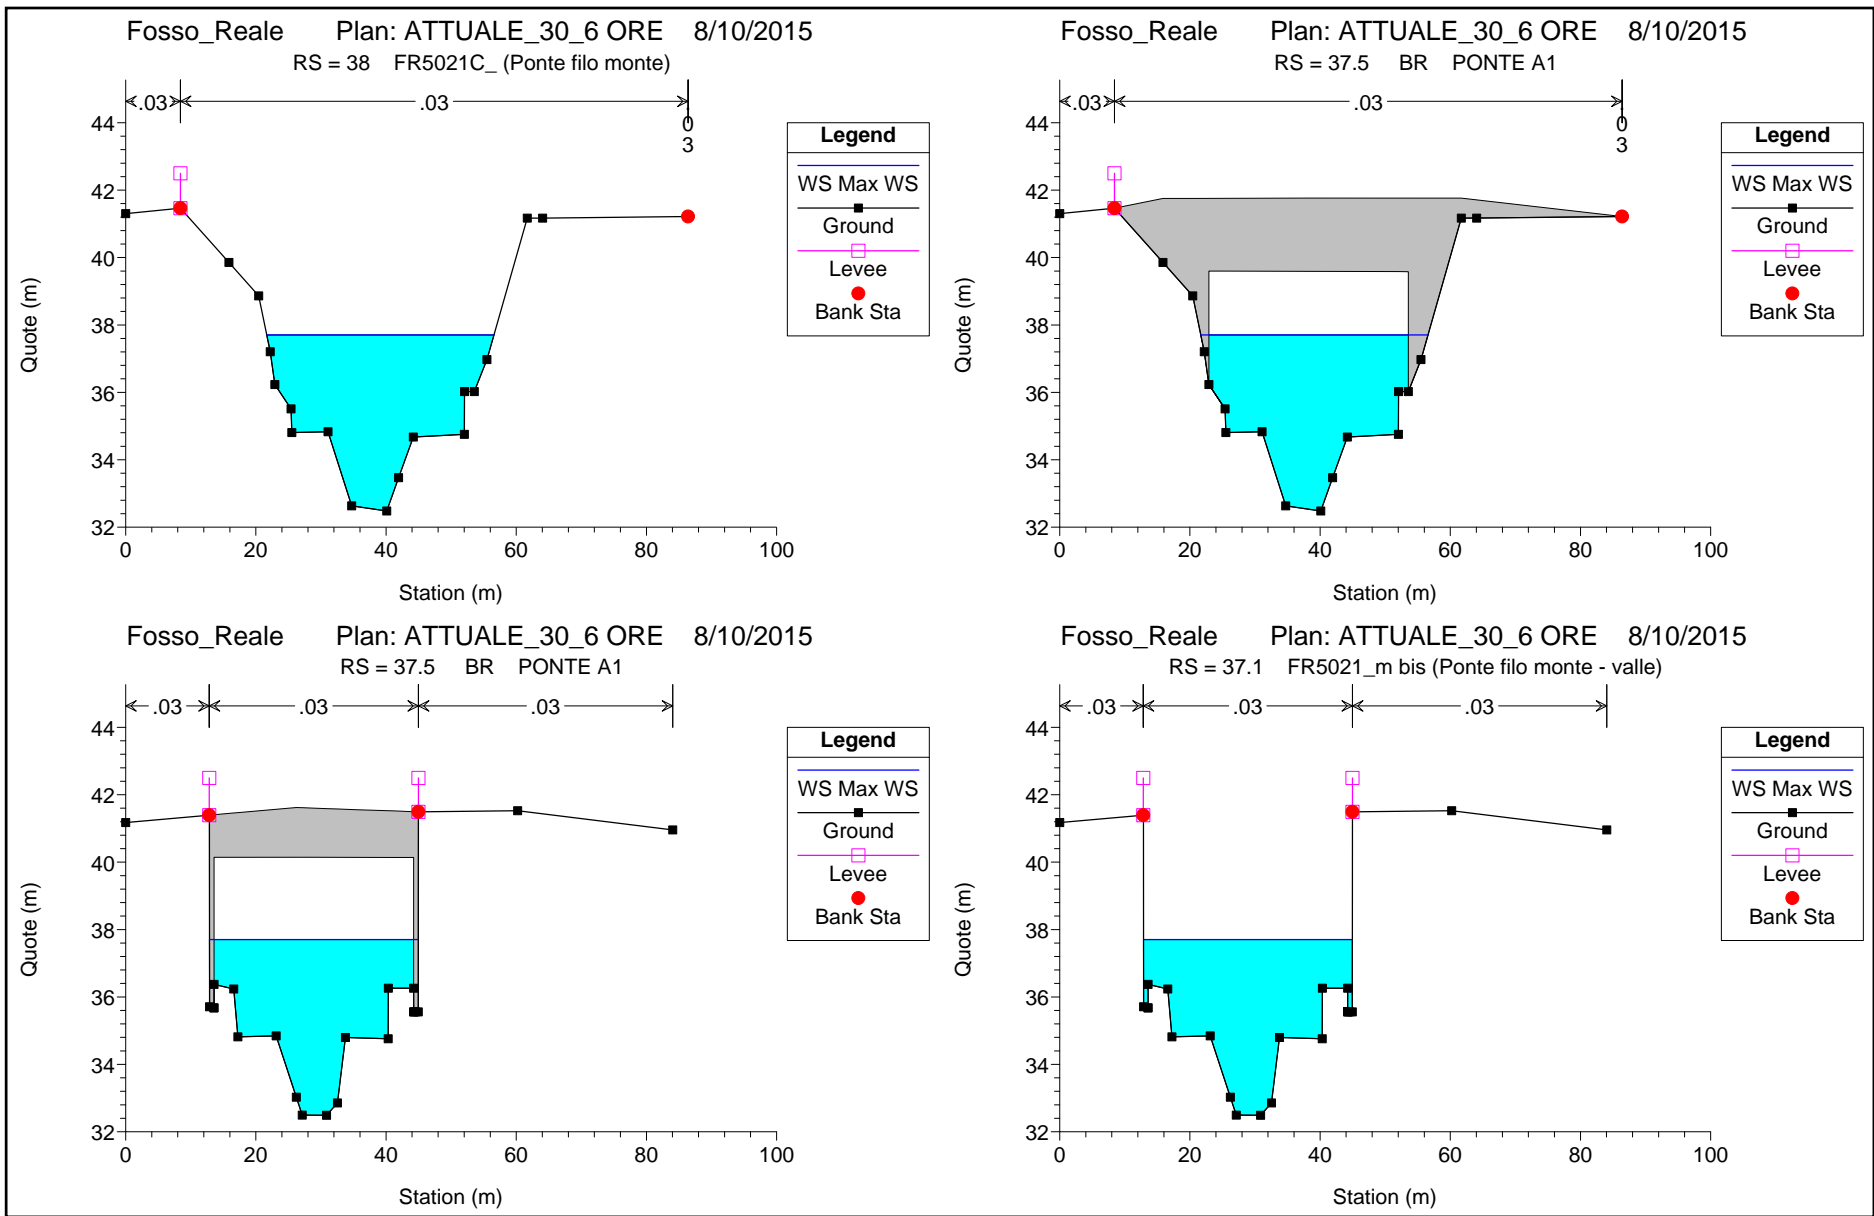 Fosso_Reale Plan: ATTUALE_30_6 ORE 8/10/2015
RS = 38 FR5021C_ (Ponte filo monte)
.03 .03 .03
44
42
40
38
36
34
32
0 20 40 60 80 100
Quote (m)
Station (m)
Legend
WS Max WS
Ground
Levee
Bank Sta
Fosso_Reale Plan: ATTUALE_30_6 ORE 8/10/2015
RS = 37.5 BR PONTE A1
.03 .03 .03
44
42
40
38
36
34
32
0 20 40 60 80 100
Quote (m)
Station (m)
Legend
WS Max WS
Ground
Levee
Bank Sta
Fosso_Reale Plan: ATTUALE_30_6 ORE 8/10/2015
RS = 37.5 BR PONTE A1
.03 .03 .03
44
42
40
38
36
34
32
0 20 40 60 80 100
Quote (m)
Station (m)
Legend
WS Max WS
Ground
Levee
Bank Sta
Fosso_Reale Plan: ATTUALE_30_6 ORE 8/10/2015
RS = 37.1 FR5021_m bis (Ponte filo monte - valle)
.03 .03 .03
44
42
40
38
36
34
32
0 20 40 60 80 100
Quote (m)
Station (m)
Legend
WS Max WS
Ground
Levee
Bank Sta